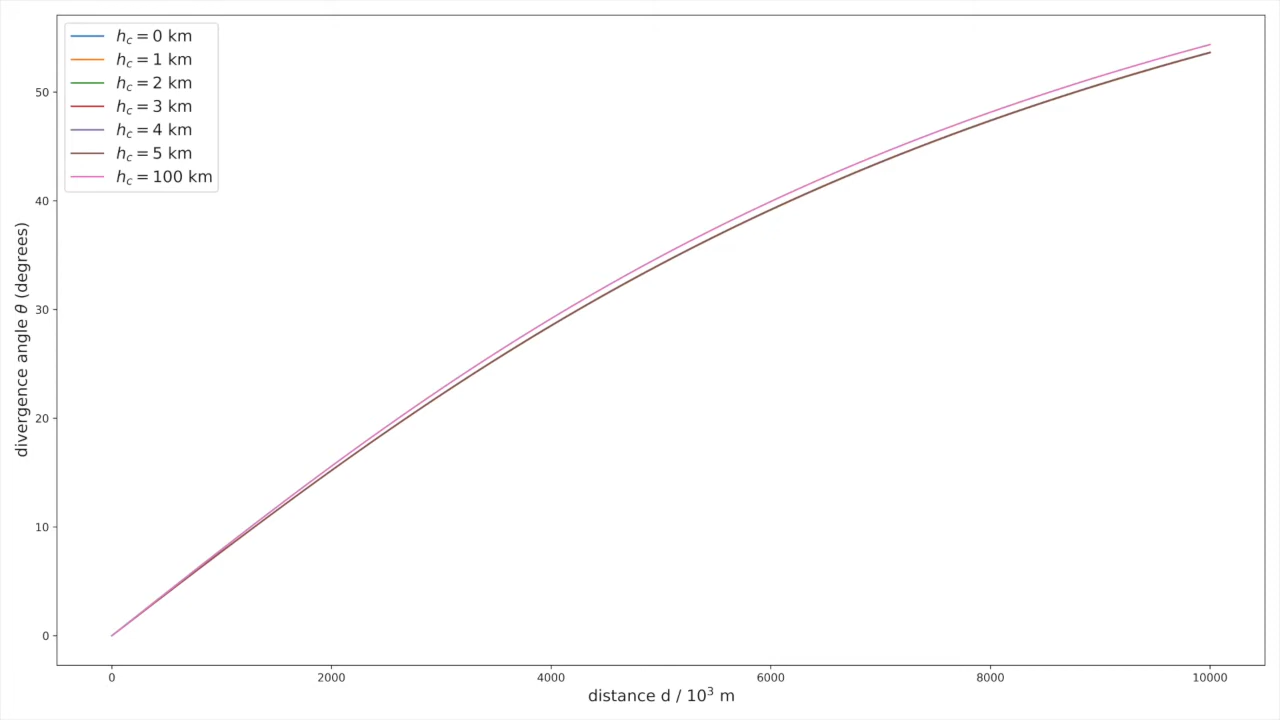 h_c = 0 km
h_c = 1 km
h_c = 2 km
h_c = 3 km
h_c = 4 km
h_c = 5 km
h_c = 100 km
divergence angle θ (degrees)
50
40
30
20
10
0
0 2000 4000 6000 8000 10000
distance d / 10³ m